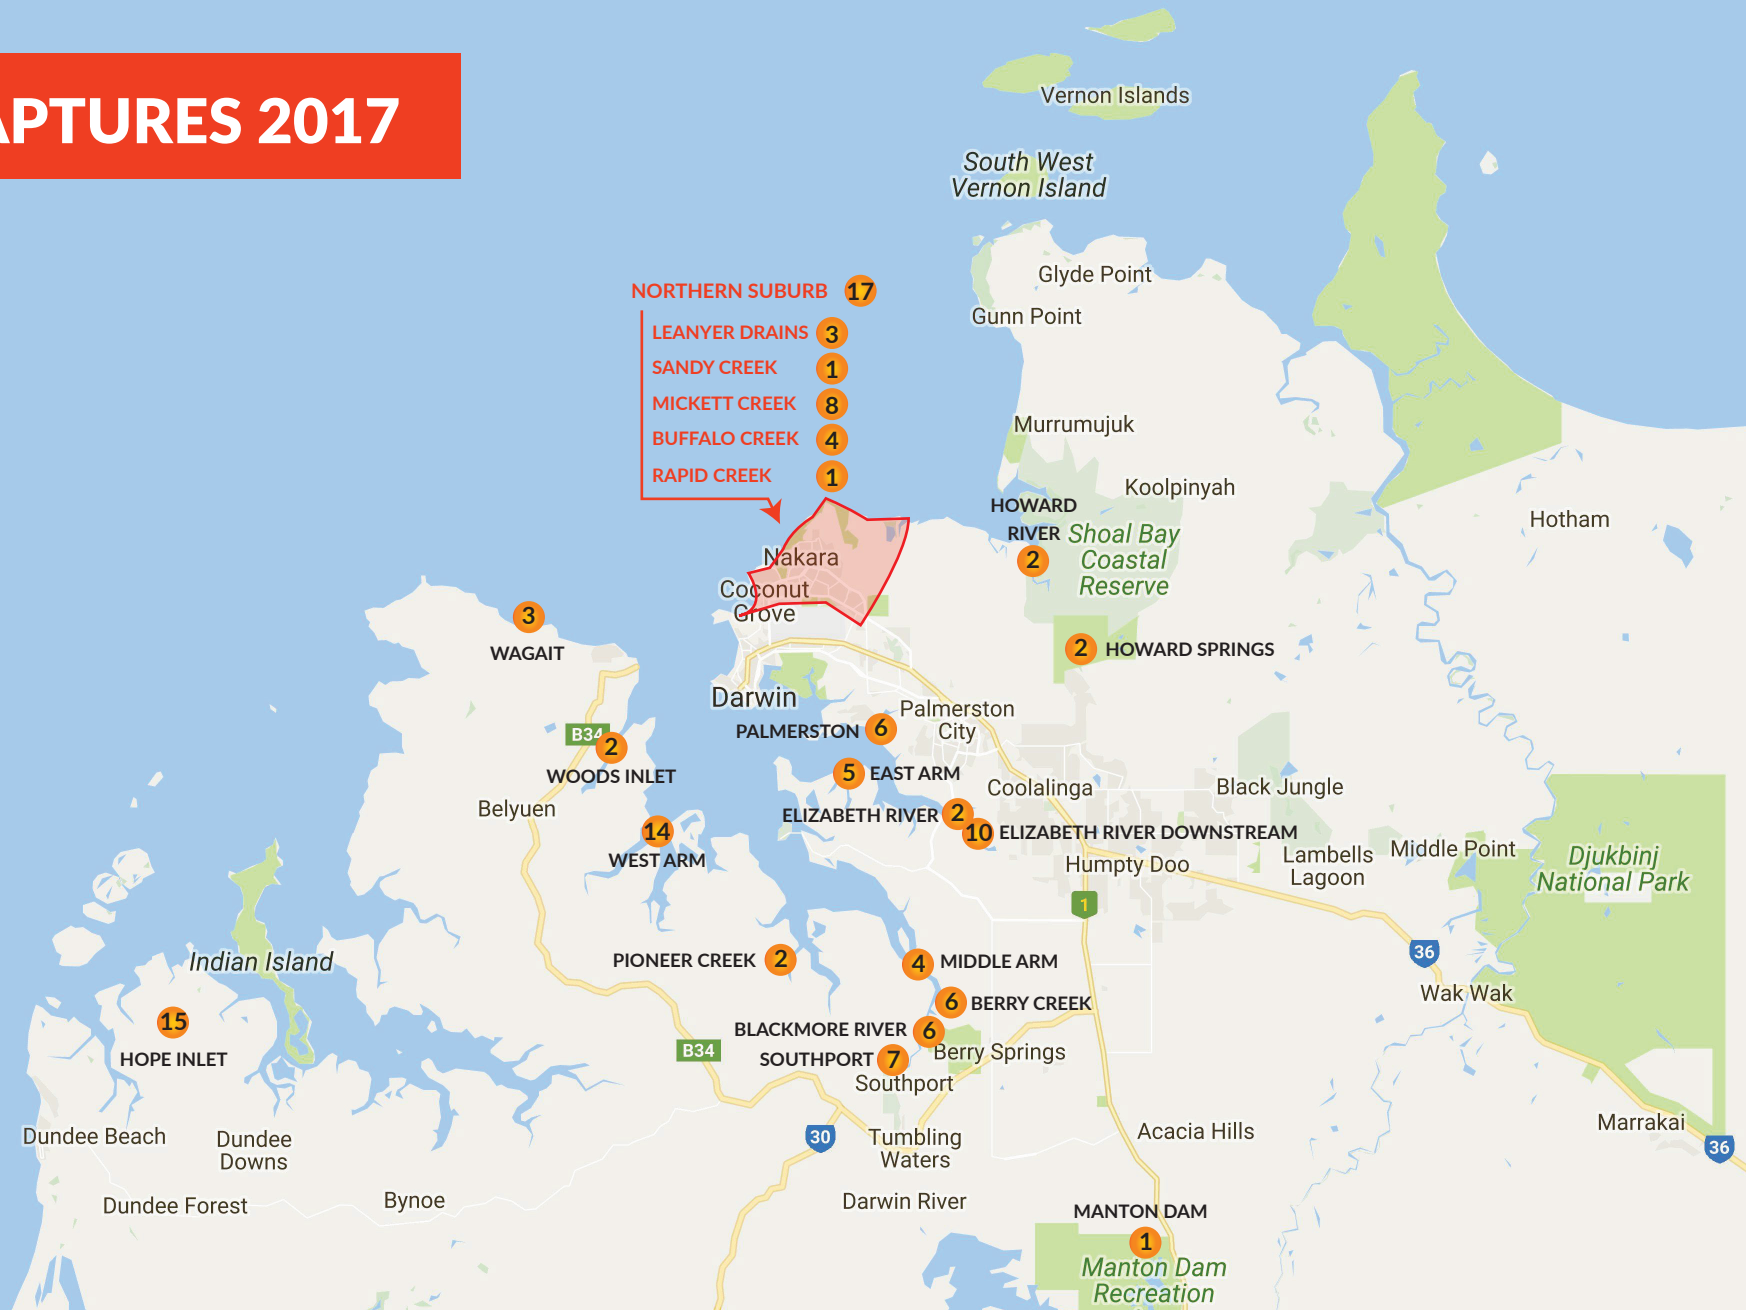 APTURES 2017
Vernon Islands
South West
Vernon Island
Glyde Point
Gunn Point
NORTHERN SUBURB 17
LEANYER DRAINS 3
SANDY CREEK 1
MICKETT CREEK 8
BUFFALO CREEK 4
RAPID CREEK 1
Murrumujuk
Koolpinyah
HOWARD
RIVER
2
Shoal Bay
Coastal
Reserve
Hotham
Nakara
Coconut
Grove
3
WAGAIT
2 HOWARD SPRINGS
Darwin
Palmerston
City
PALMERSTON 6
B34
2
WOODS INLET
5 EAST ARM
Belyuen
Coolalinga
Black Jungle
ELIZABETH RIVER 2
10 ELIZABETH RIVER DOWNSTREAM
14
WEST ARM
Humpty Doo
Lambells
Lagoon
Middle Point
Djukbinj
National Park
1
36
Indian Island
PIONEER CREEK 2
4 MIDDLE ARM
Wak Wak
6 BERRY CREEK
15
HOPE INLET
BLACKMORE RIVER 6
B34
Berry Springs
SOUTHPORT 7
Southport
Dundee Beach
Dundee
Downs
30
Tumbling
Waters
Acacia Hills
Marrakai
36
Dundee Forest
Bynoe
Darwin River
MANTON DAM
1
Manton Dam
Recreation